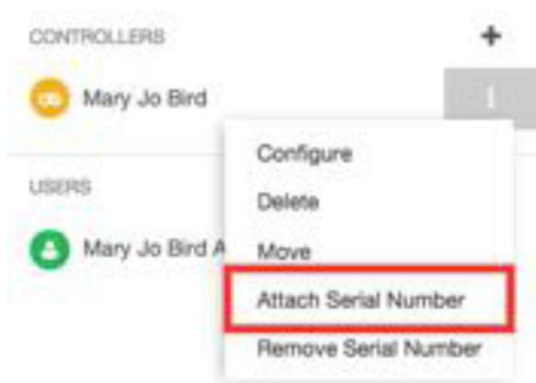 CONTROLLERS +
Mary Jo Bird
Configure
USERS
Delete
Mary Jo Bird A
Move
Attach Serial Number
Remove Serial Number